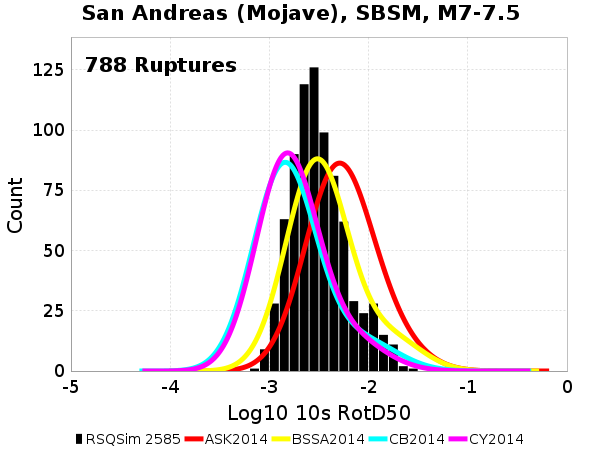 San Andreas (Mojave), SBSM, M7-7.5
788 Ruptures
125
100
75
50
25
0
Count
-5 -4 -3 -2 -1 0
Log10 10s RotD50
RSQSim 2585 ASK2014 BSSA2014 CB2014 CY2014